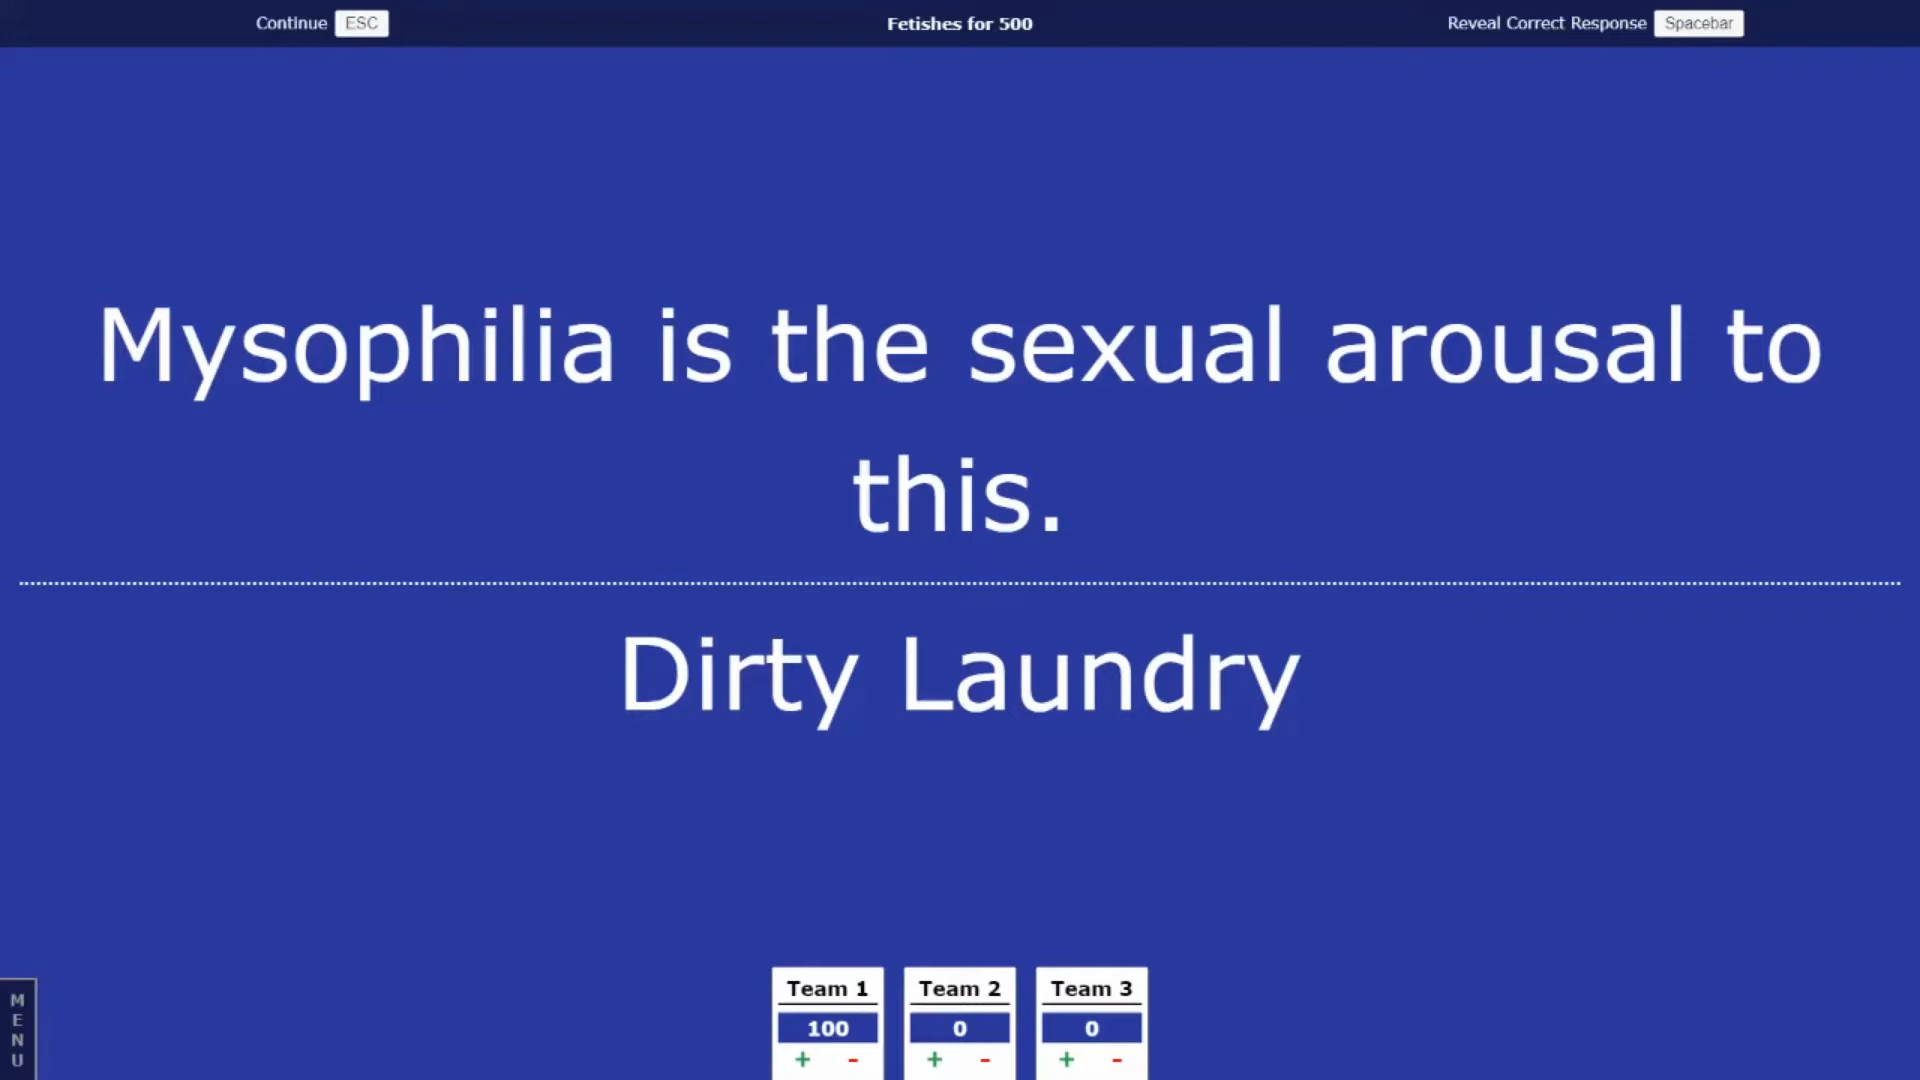 Continue ESC
Fetishes for 500
Reveal Correct Response Spacebar
Mysophilia is the sexual arousal to
this.
Dirty Laundry
MENU
Team 1
100
+ -
Team 2
0
+ -
Team 3
0
+ -